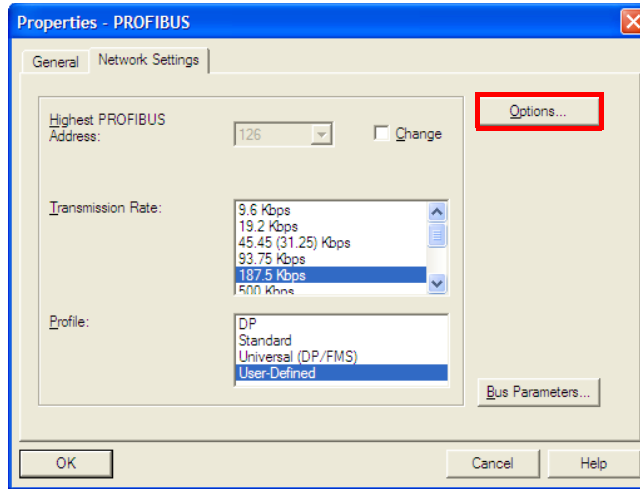 Properties - PROFIBUS
General
Network Settings
Highest PROFIBUS
Address:
126
Change
Options...
Transmission Rate:
9.6 Kbps
19.2 Kbps
45.45 (31.25) Kbps
93.75 Kbps
187.5 Kbps
500 Kbps
Profile:
DP
Standard
Universal (DP/FMS)
User-Defined
Bus Parameters...
OK
Cancel
Help